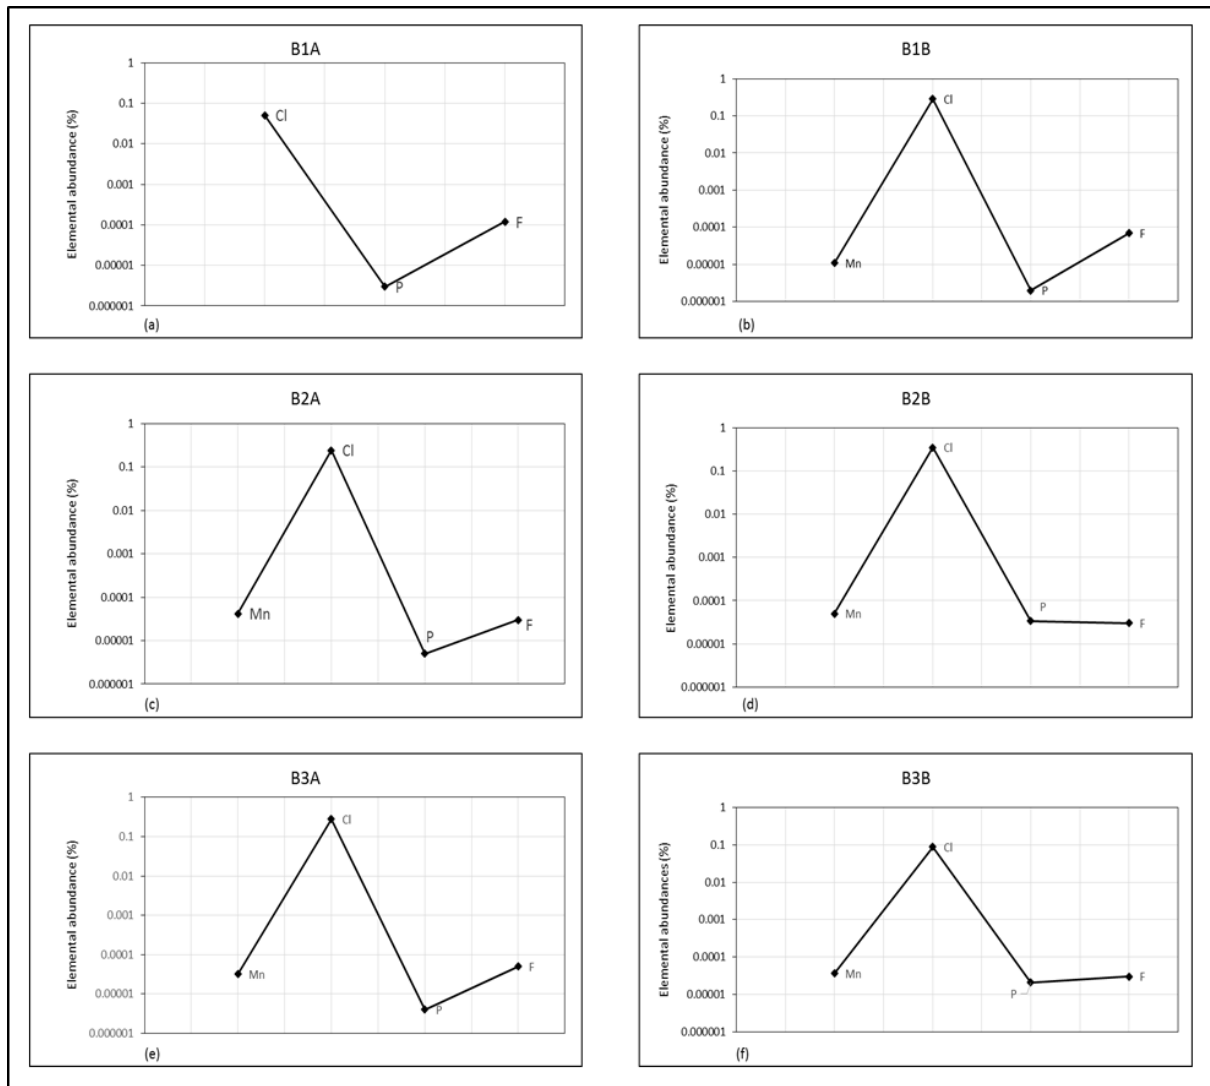 B1A
Elemental abundance (%)
1
0.1
0.01
0.001
0.0001
0.00001
0.000001
Cl
P
F
(a)
B1B
Elemental abundance (%)
1
0.1
0.01
0.001
0.0001
0.00001
0.000001
Mn
Cl
P
F
(b)
B2A
Elemental abundance (%)
1
0.1
0.01
0.001
0.0001
0.00001
0.000001
Mn
Cl
P
F
(c)
B2B
Elemental abundance (%)
1
0.1
0.01
0.001
0.0001
0.00001
0.000001
Mn
Cl
P
F
(d)
B3A
Elemental abundance (%)
1
0.1
0.01
0.001
0.0001
0.00001
0.000001
Mn
Cl
P
F
(e)
B3B
Elemental abundances (%)
1
0.1
0.01
0.001
0.0001
0.00001
0.000001
Mn
Cl
P
F
(f)